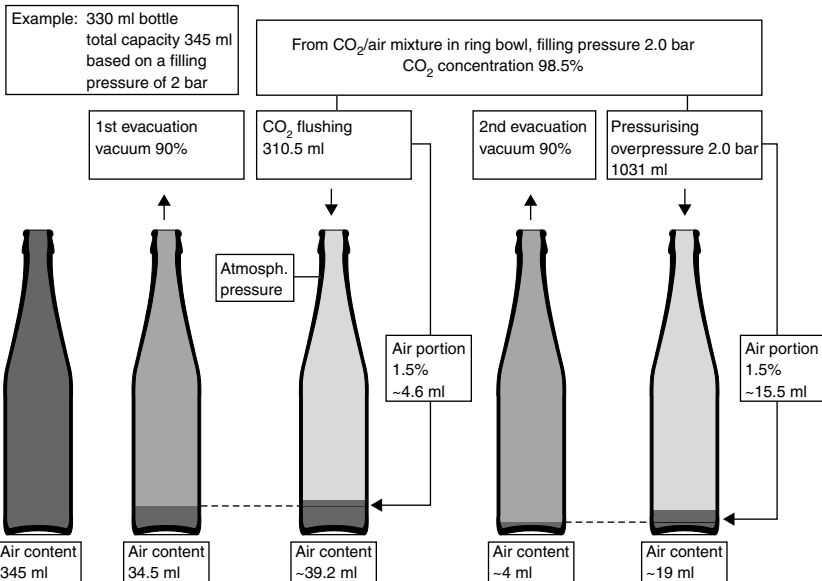 Example: 330 ml bottle
total capacity 345 ml
based on a filling
pressure of 2 bar
From CO₂/air mixture in ring bowl, filling pressure 2.0 bar
CO₂ concentration 98.5%
1st evacuation
vacuum 90%
CO₂ flushing
310.5 ml
2nd evacuation
vacuum 90%
Pressurising
overpressure 2.0 bar
1031 ml
Atmosph.
pressure
Air portion
1.5%
~4.6 ml
Air portion
1.5%
~15.5 ml
Air content
345 ml
Air content
34.5 ml
Air content
~39.2 ml
Air content
~4 ml
Air content
~19 ml